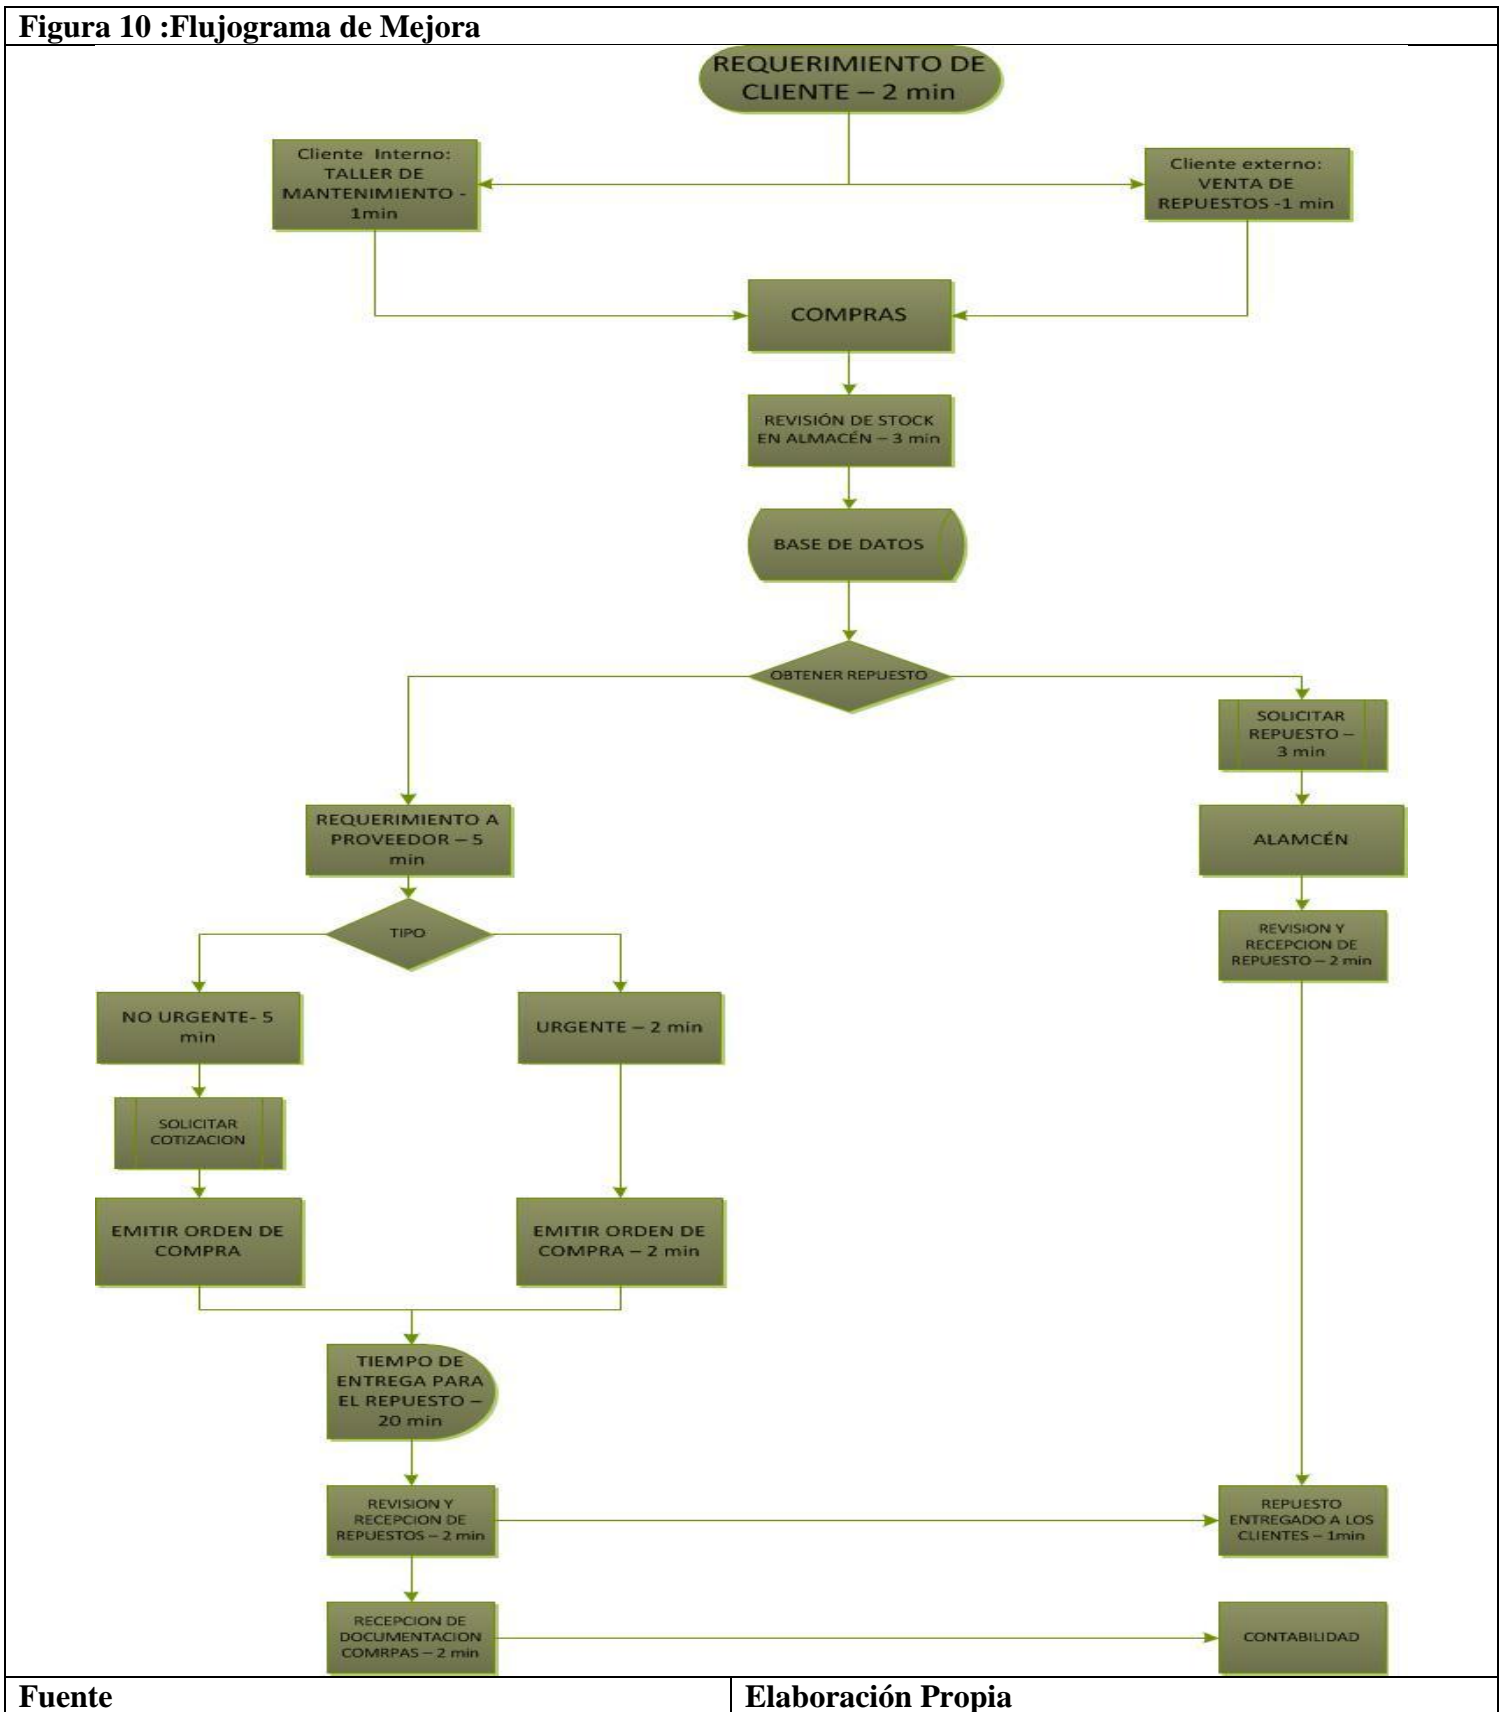 Figura 10 :Flujograma de Mejora
REQUERIMIENTO DE
CLIENTE – 2 min
Cliente Interno:
TALLER DE
MANTENIMIENTO -
1min
Cliente externo:
VENTA DE
REPUESTOS -1 min
COMPRAS
REVISIÓN DE STOCK
EN ALMACÉN – 3 min
BASE DE DATOS
OBTENER REPUESTO
SOLICITAR
REPUESTO –
3 min
REQUERIMIENTO A
PROVEEDOR – 5
min
ALAMCÉN
TIPO
REVISION Y
RECEPCION DE
REPUESTO – 2 min
NO URGENTE- 5
min
URGENTE – 2 min
SOLICITAR
COTIZACION
EMITIR ORDEN DE
COMPRA
EMITIR ORDEN DE
COMPRA – 2 min
TIEMPO DE
ENTREGA PARA
EL REPUESTO –
20 min
REVISION Y
RECEPCION DE
REPUESTOS – 2 min
REPUESTO
ENTREGADO A LOS
CLIENTES – 1min
RECEPCION DE
DOCUMENTACION
COMRPAS – 2 min
CONTABILIDAD
Fuente
Elaboración Propia